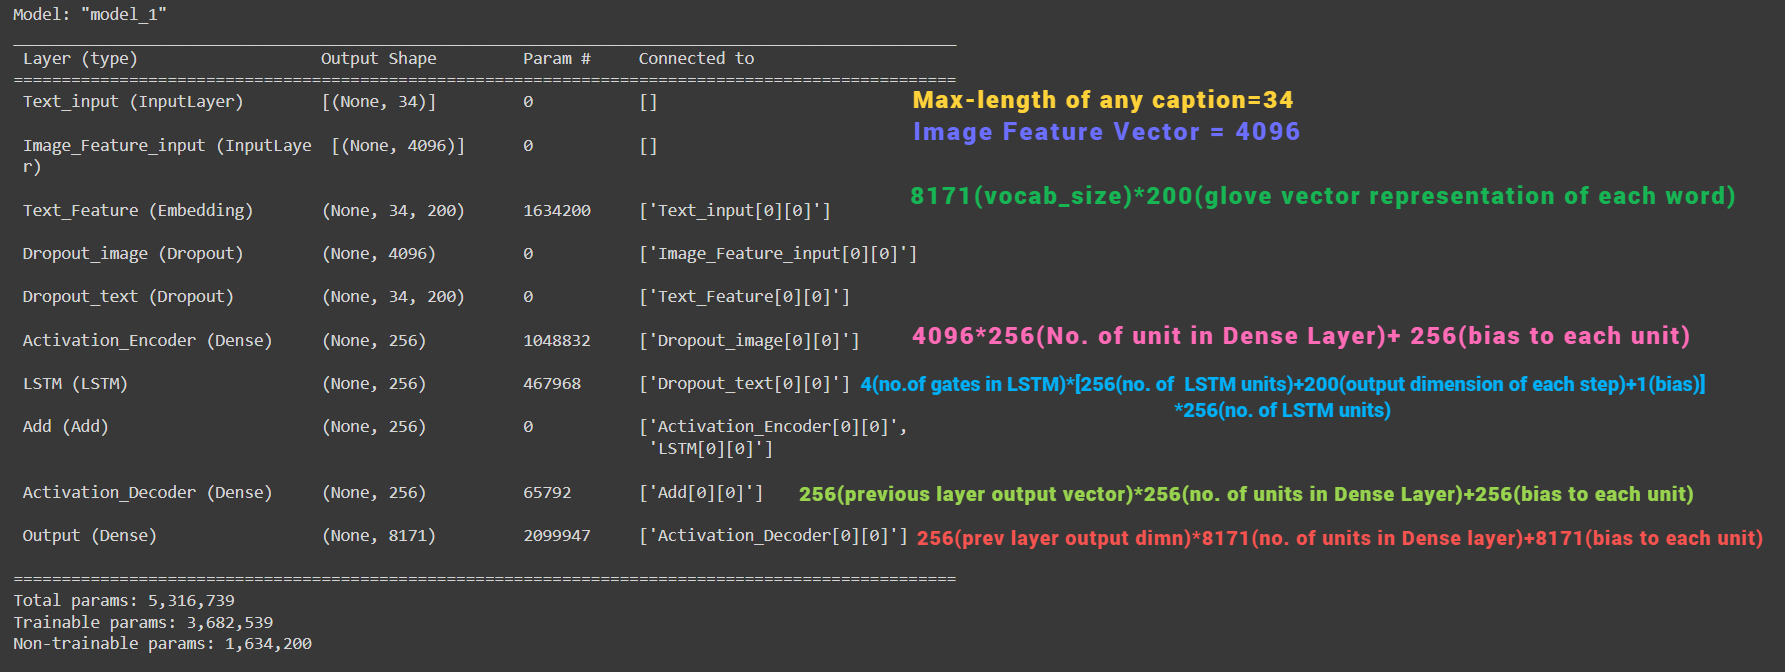 Model: "model_1"
Layer (type) Output Shape Param # Connected to
Text_input (InputLayer) [(None, 34)] 0 []
Max-length of any caption=34
Image Feature Vector = 4096
Image_Feature_input (InputLaye [(None, 4096)] 0 []
r)
8171(vocab_size)*200(glove vector representation of each word)
Text_Feature (Embedding) (None, 34, 200) 1634200 ['Text_input[0][0]']
Dropout_image (Dropout) (None, 4096) 0 ['Image_Feature_input[0][0]']
Dropout_text (Dropout) (None, 34, 200) 0 ['Text_Feature[0][0]']
Activation_Encoder (Dense) (None, 256) 1048832 ['Dropout_image[0][0]'] 4096*256(No. of unit in Dense Layer)+ 256(bias to each unit)
LSTM (LSTM) (None, 256) 467968 ['Dropout_text[0][0]'] 4(no.of gates in LSTM)*[256(no. of LSTM units)+200(output dimension of each step)+1(bias)]
*256(no. of LSTM units)
Add (Add) (None, 256) 0 ['Activation_Encoder[0][0]',
'LSTM[0][0]']
Activation_Decoder (Dense) (None, 256) 65792 ['Add[0][0]'] 256(previous layer output vector)*256(no. of units in Dense Layer)+256(bias to each unit)
Output (Dense) (None, 8171) 2099947 ['Activation_Decoder[0][0]'] 256(prev layer output dimn)*8171(no. of units in Dense layer)+8171(bias to each unit)
Total params: 5,316,739
Trainable params: 3,682,539
Non-trainable params: 1,634,200